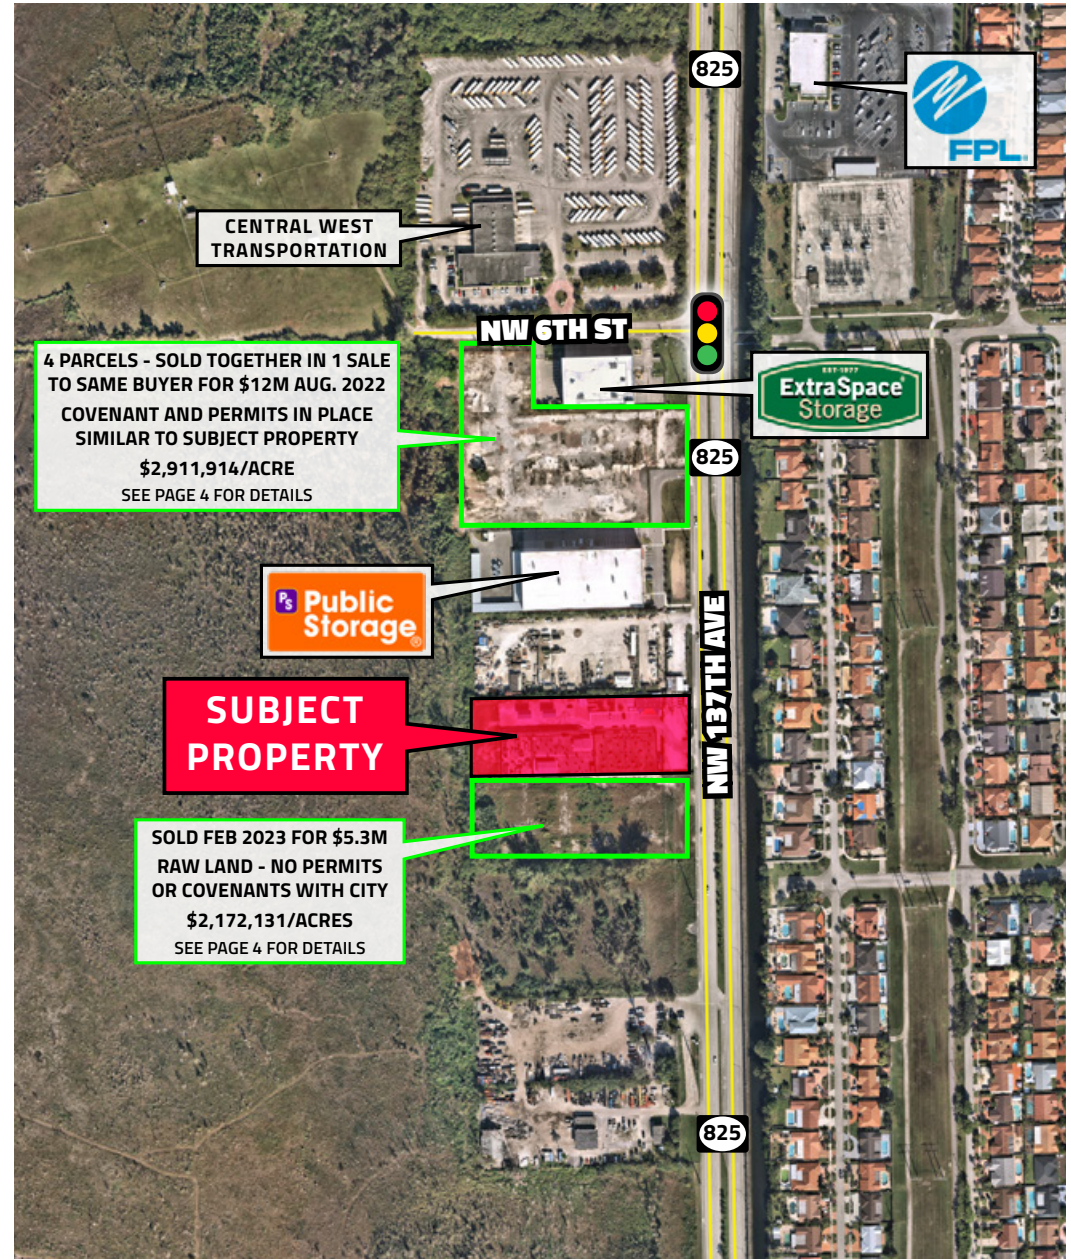 825
FPL.
CENTRAL WEST
TRANSPORTATION
NW 6TH ST
4 PARCELS - SOLD TOGETHER IN 1 SALE
TO SAME BUYER FOR $12M AUG. 2022
COVENANT AND PERMITS IN PLACE
SIMILAR TO SUBJECT PROPERTY
$2,911,914/ACRE
SEE PAGE 4 FOR DETAILS
EST·1977
ExtraSpace
Storage
825
PS Public
Storage®
NW 137TH AVE
SUBJECT
PROPERTY
SOLD FEB 2023 FOR $5.3M
RAW LAND - NO PERMITS
OR COVENANTS WITH CITY
$2,172,131/ACRES
SEE PAGE 4 FOR DETAILS
825